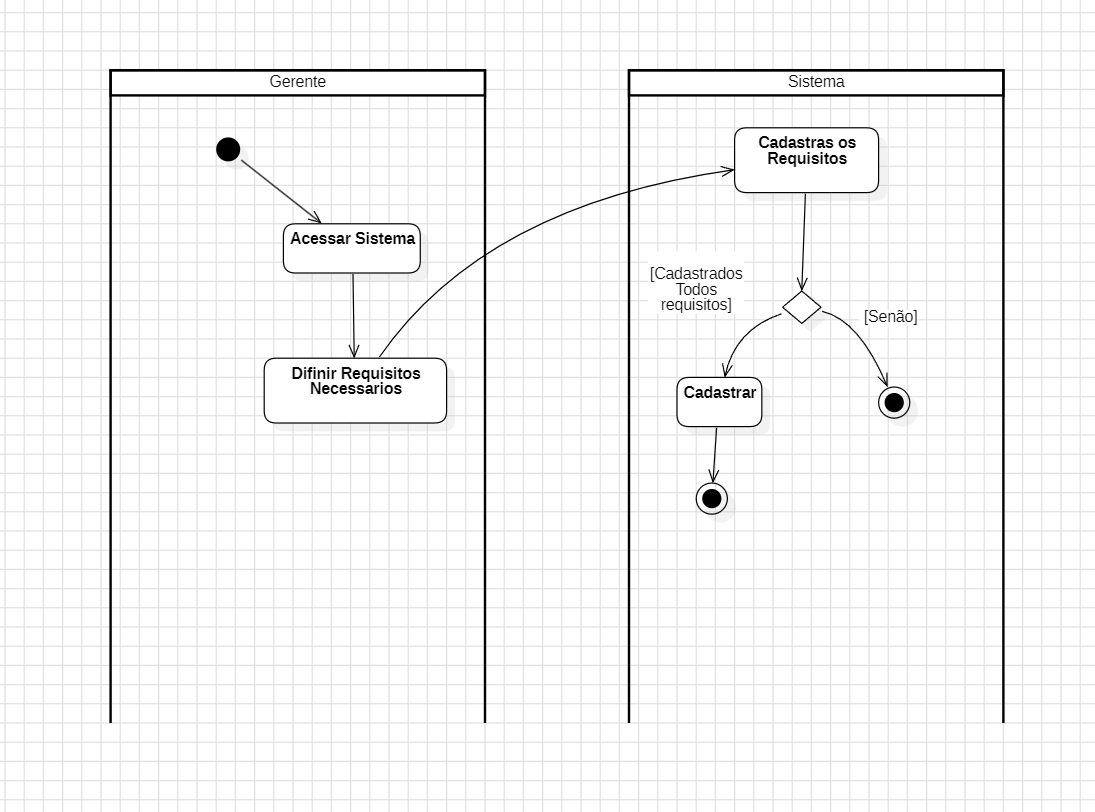 Gerente
Acessar Sistema
Difinir Requisitos
Necessarios
Sistema
Cadastras os
Requisitos
[Cadastrados
Todos
requisitos]
[Senão]
Cadastrar